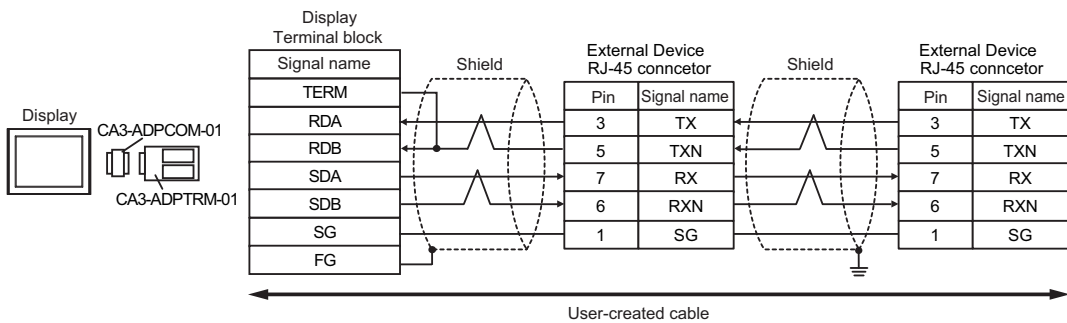 Display
Terminal block
Signal name
TERM
RDA
RDB
SDA
SDB
SG
FG
Display
CA3-ADPCOM-01
CA3-ADPTRM-01
Shield
External Device
RJ-45 conncetor
Pin Signal name
3 TX
5 TXN
7 RX
6 RXN
1 SG
Shield
External Device
RJ-45 conncetor
Pin Signal name
3 TX
5 TXN
7 RX
6 RXN
1 SG
User-created cable